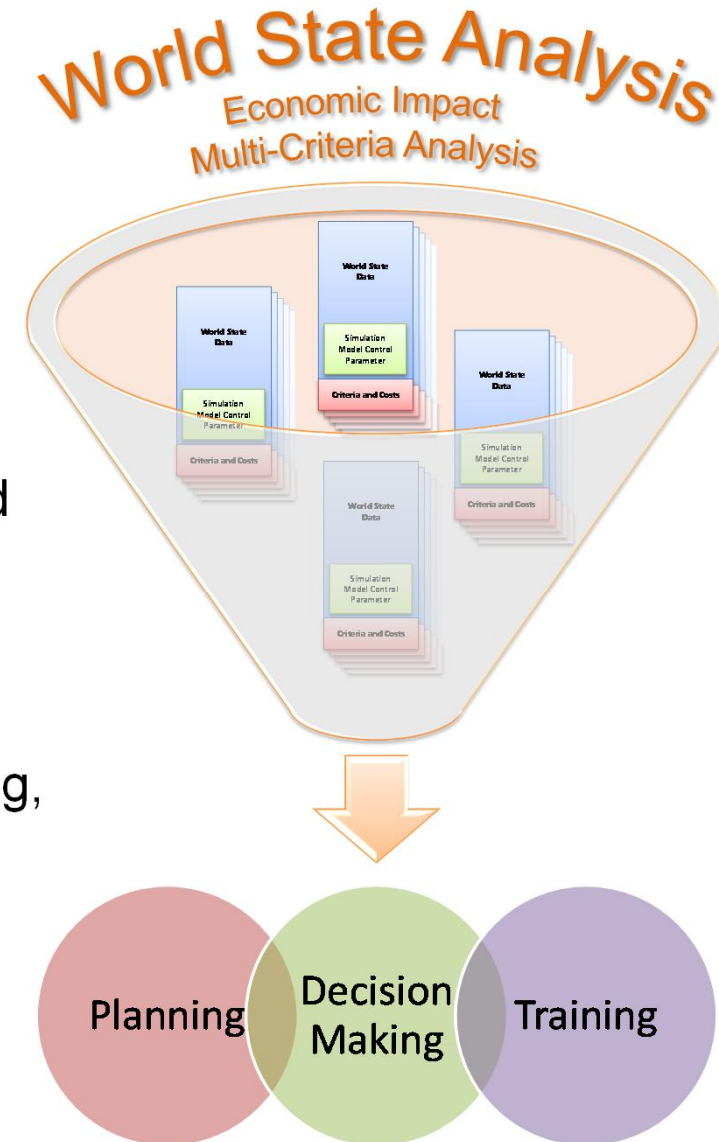 World State Analysis
Economic Impact
Multi-Criteria Analysis
World State
Data
Simulation
Model Control
Parameter
Criteria and Costs
World State
Data
Simulation
Model Control
Parameter
Criteria and Costs
World State
Data
Simulation
Model Control
Parameter
Criteria and Costs
World State
Data
Simulation
Model Control
Parameter
Criteria and Costs
d
g,
Planning
Decision
Making
Training